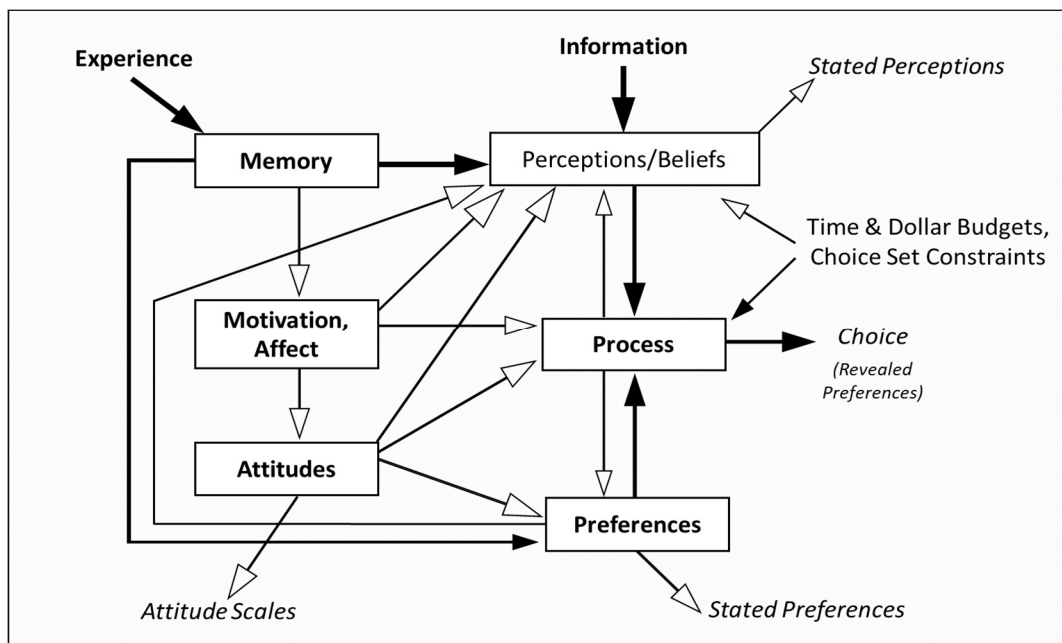 Experience
Information
Stated Perceptions
Memory
Perceptions/Beliefs
Time & Dollar Budgets,
Choice Set Constraints
Motivation,
Affect
Process
Choice
(Revealed
Preferences)
Attitudes
Preferences
Attitude Scales
Stated Preferences